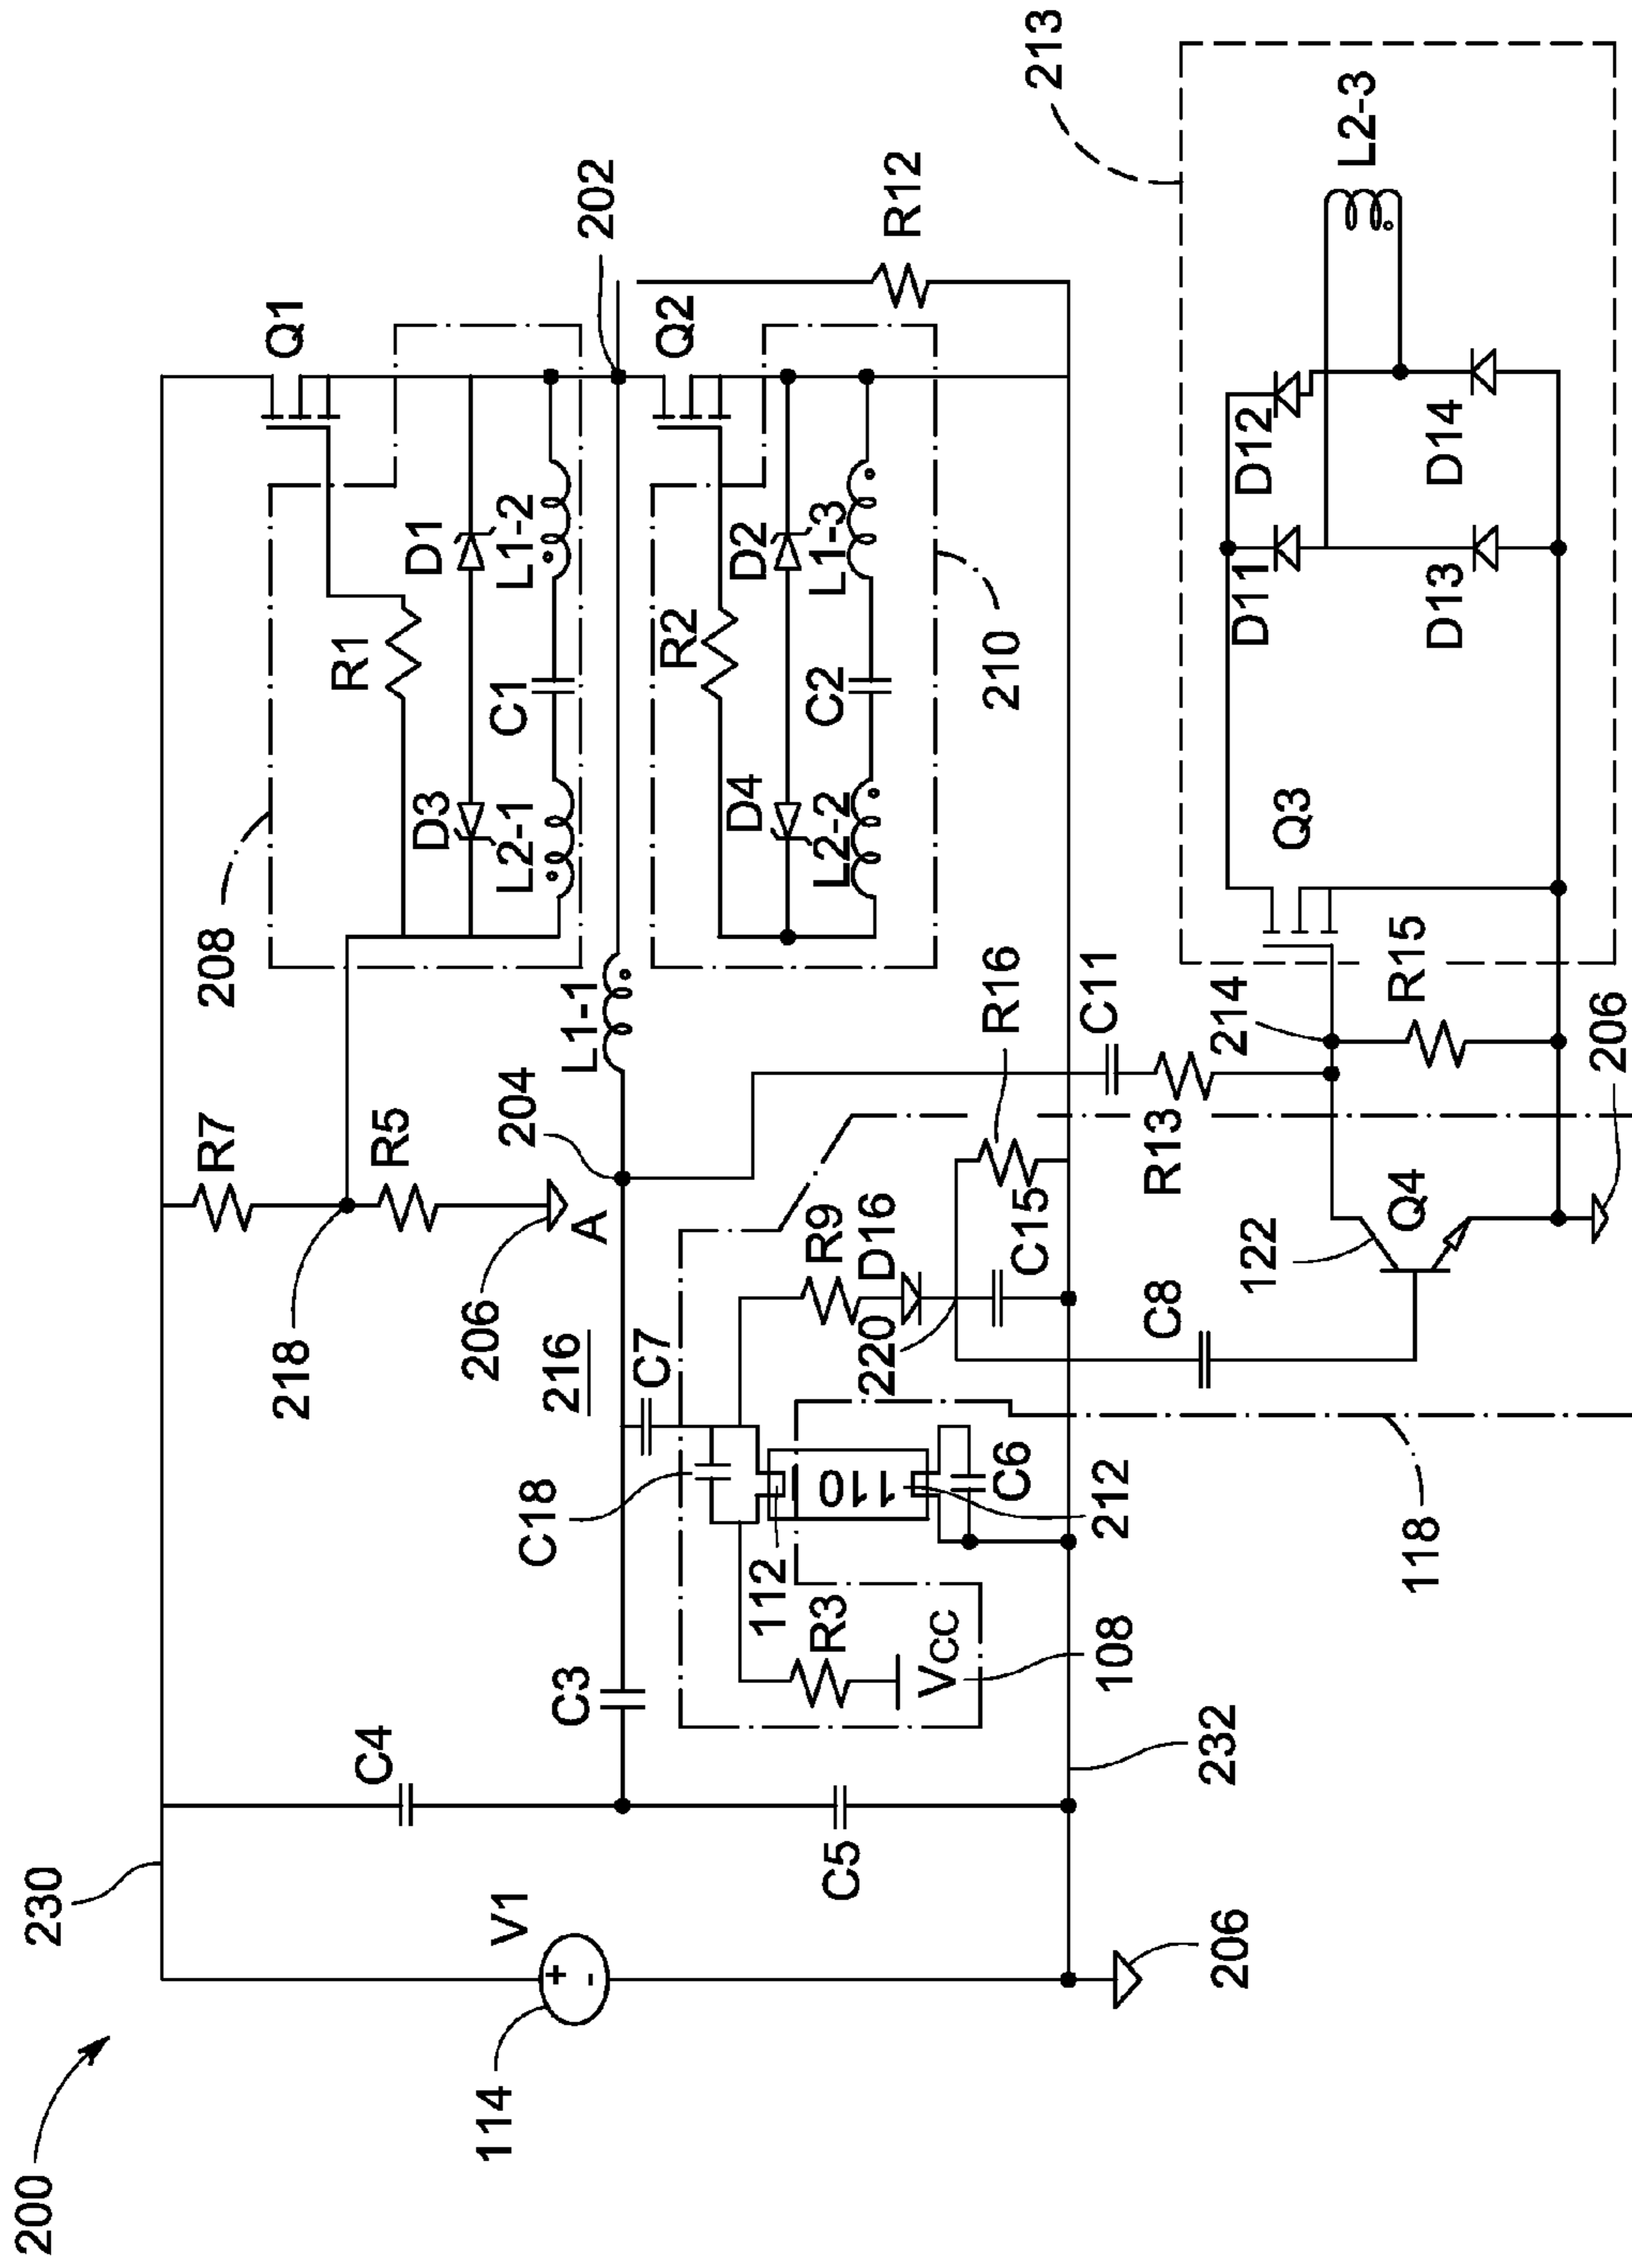 200
230
114
V1
206
C4
C5
C3
232
R7
218
R5
206
A
216
204
C7
C18
112
110
212
C6
R3
VCC
108
118
R9
D16
220
C15
R16
C8
122
Q4
206
R13
C11
214
R15
L1-1
208
R1
D1
D3
L2-1
C1
L1-2
Q1
202
Q2
R12
R2
D2
D4
L2-2
C2
L1-3
210
213
Q3
D11
D12
D13
D14
L2-3